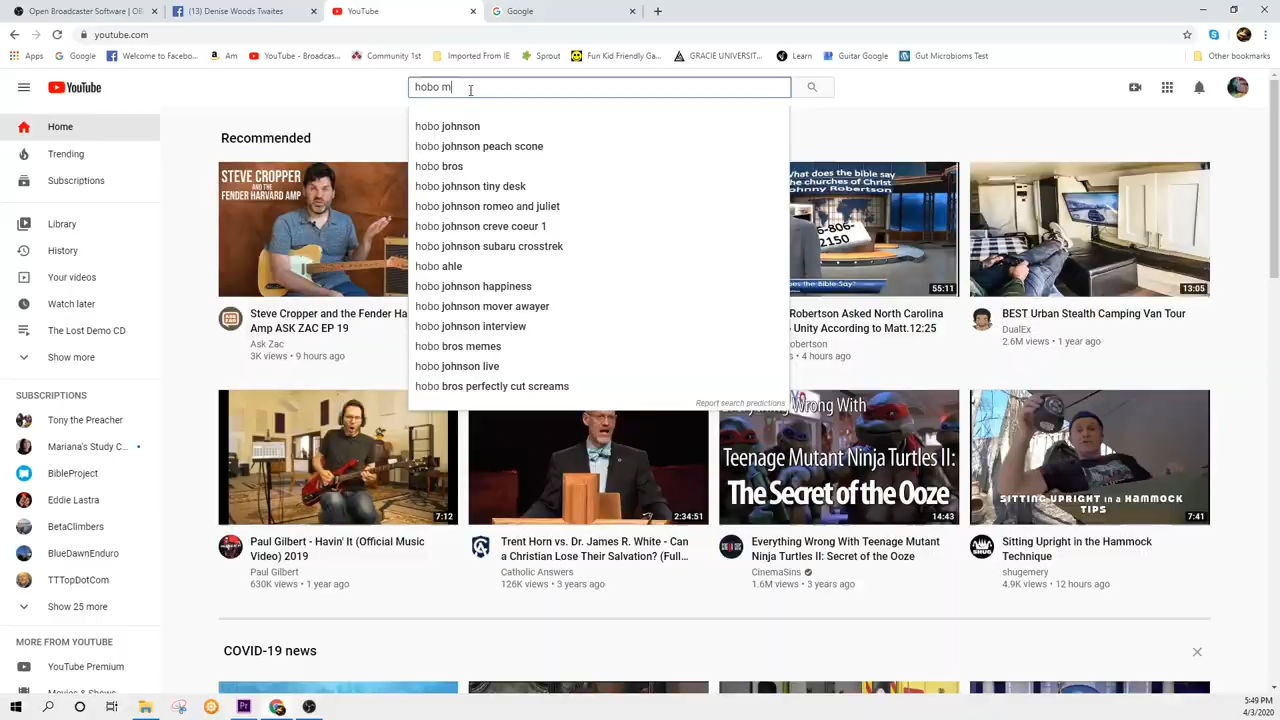 Open Broadcaster Software | OB
(13) Denise Woods Twaites
YouTube
Google
youtube.com
Apps
Google
Welcome to Facebo...
Am
YouTube - Broadcas...
Community 1st
Imported From IE
Sprout
Fun Kid Friendly Ga...
GRACIE UNIVERSIT...
Learn
Guitar Google
Gut Microbioms Test
Other bookmarks
YouTube
hobo m
Home
Trending
Subscriptions
Library
History
Your videos
Watch later
The Lost Demo CD
Show more
SUBSCRIPTIONS
Tony the Preacher
Mariana's Study C...
BibleProject
Eddie Lastra
BetaClimbers
BlueDawnEnduro
TTTopDotCom
Show 25 more
MORE FROM YOUTUBE
YouTube Premium
Movies & Shows
hobo johnson
hobo johnson peach scone
hobo bros
hobo johnson tiny desk
hobo johnson romeo and juliet
hobo johnson creve coeur 1
hobo johnson subaru crosstrek
hobo ahle
hobo johnson happiness
hobo johnson mover awayer
hobo johnson interview
hobo bros memes
hobo johnson live
hobo bros perfectly cut screams
Report search predictions
Recommended
STEVE CROPPER
AND THE
FENDER HARVARD AMP
Steve Cropper and the Fender Ha
Amp ASK ZAC EP 19
Ask Zac
3K views • 9 hours ago
What does the bible say
the churches of Christ
hnny Robertson
6-806-
2150
es the Bible Say?
55:11
Robertson Asked North Carolina
Unity According to Matt.12:25
obertson
• 4 hours ago
13:05
BEST Urban Stealth Camping Van Tour
DualEx
2.6M views • 1 year ago
7:12
Paul Gilbert - Havin' It (Official Music
Video) 2019
Paul Gilbert
630K views • 1 year ago
2:34:51
Trent Horn vs. Dr. James R. White - Can
a Christian Lose Their Salvation? (Full...
Catholic Answers
126K views • 3 years ago
Wrong With
Teenage Mutant Ninja Turtles II:
The Secret of the Ooze
14:43
Everything Wrong With Teenage Mutant
Ninja Turtles II: Secret of the Ooze
CinemaSins
1.6M views • 3 years ago
SITTING UPRIGHT in a HAMMOCK
TIPS
7:41
Sitting Upright in the Hammock
Technique
shugemery
4.9K views • 12 hours ago
COVID-19 news
5:49 PM
4/3/2020